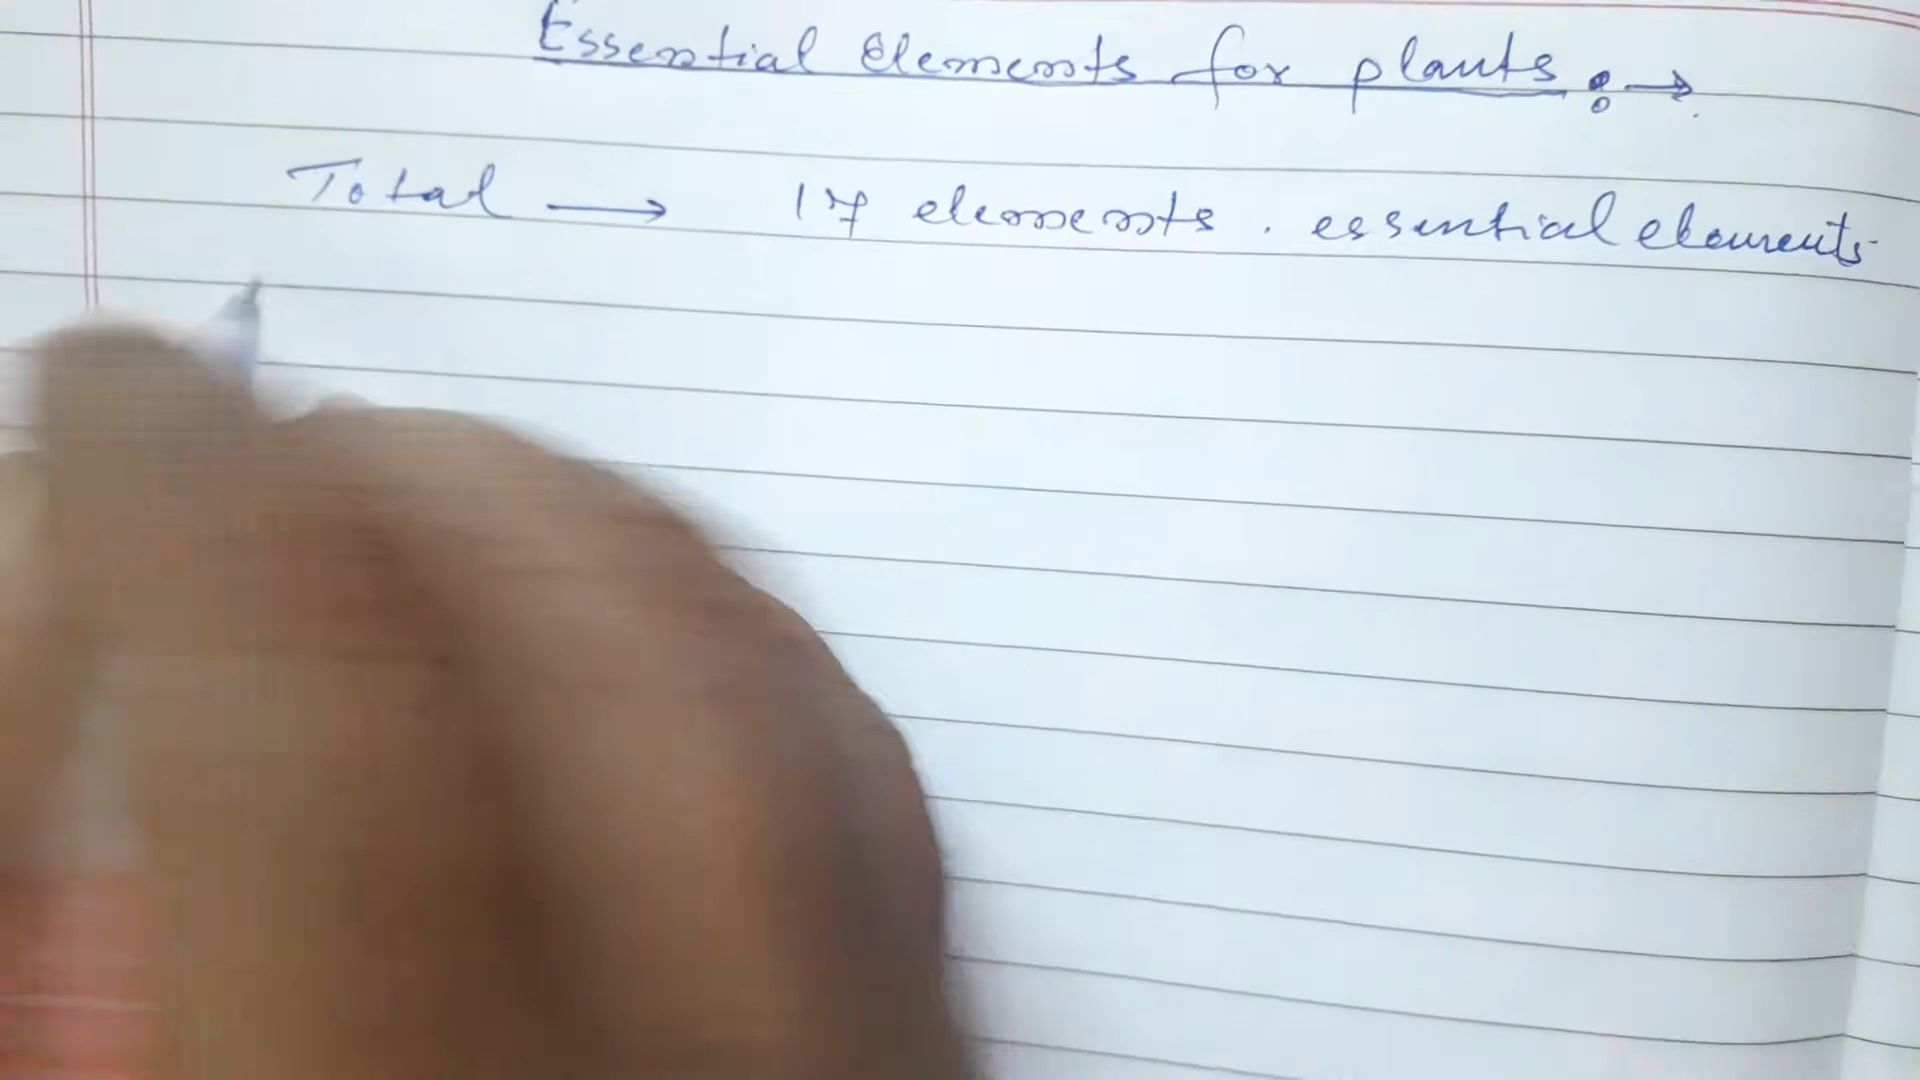 Essential Elements for plants :→
Total → 17 elements . essential elements.